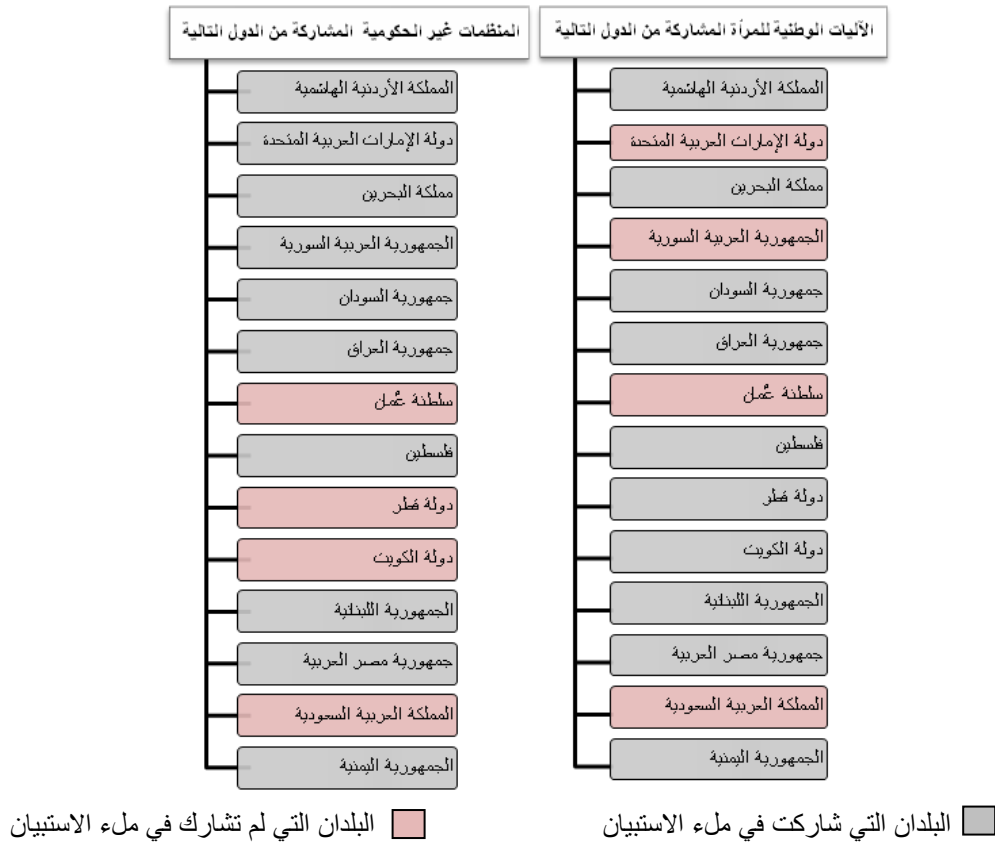 الآليات الوطنية للمرأة المشاركة من الدول التالية
المملكة الأردنية الهاشمية
دولة الإمارات العربية المتحدة
مملكة البحرين
الجمهورية العربية السورية
جمهورية السودان
جمهورية العراق
سلطنة عُمان
فلسطين
دولة قطر
دولة الكويت
الجمهورية اللبنانية
جمهورية مصر العربية
المملكة العربية السعودية
الجمهورية اليمنية
المنظمات غير الحكومية المشاركة من الدول التالية
المملكة الأردنية الهاشمية
دولة الإمارات العربية المتحدة
مملكة البحرين
الجمهورية العربية السورية
جمهورية السودان
جمهورية العراق
سلطنة عُمان
فلسطين
دولة قطر
دولة الكويت
الجمهورية اللبنانية
جمهورية مصر العربية
المملكة العربية السعودية
الجمهورية اليمنية
البلدان التي شاركت في ملء الاستبيان
البلدان التي لم تشارك في ملء الاستبيان